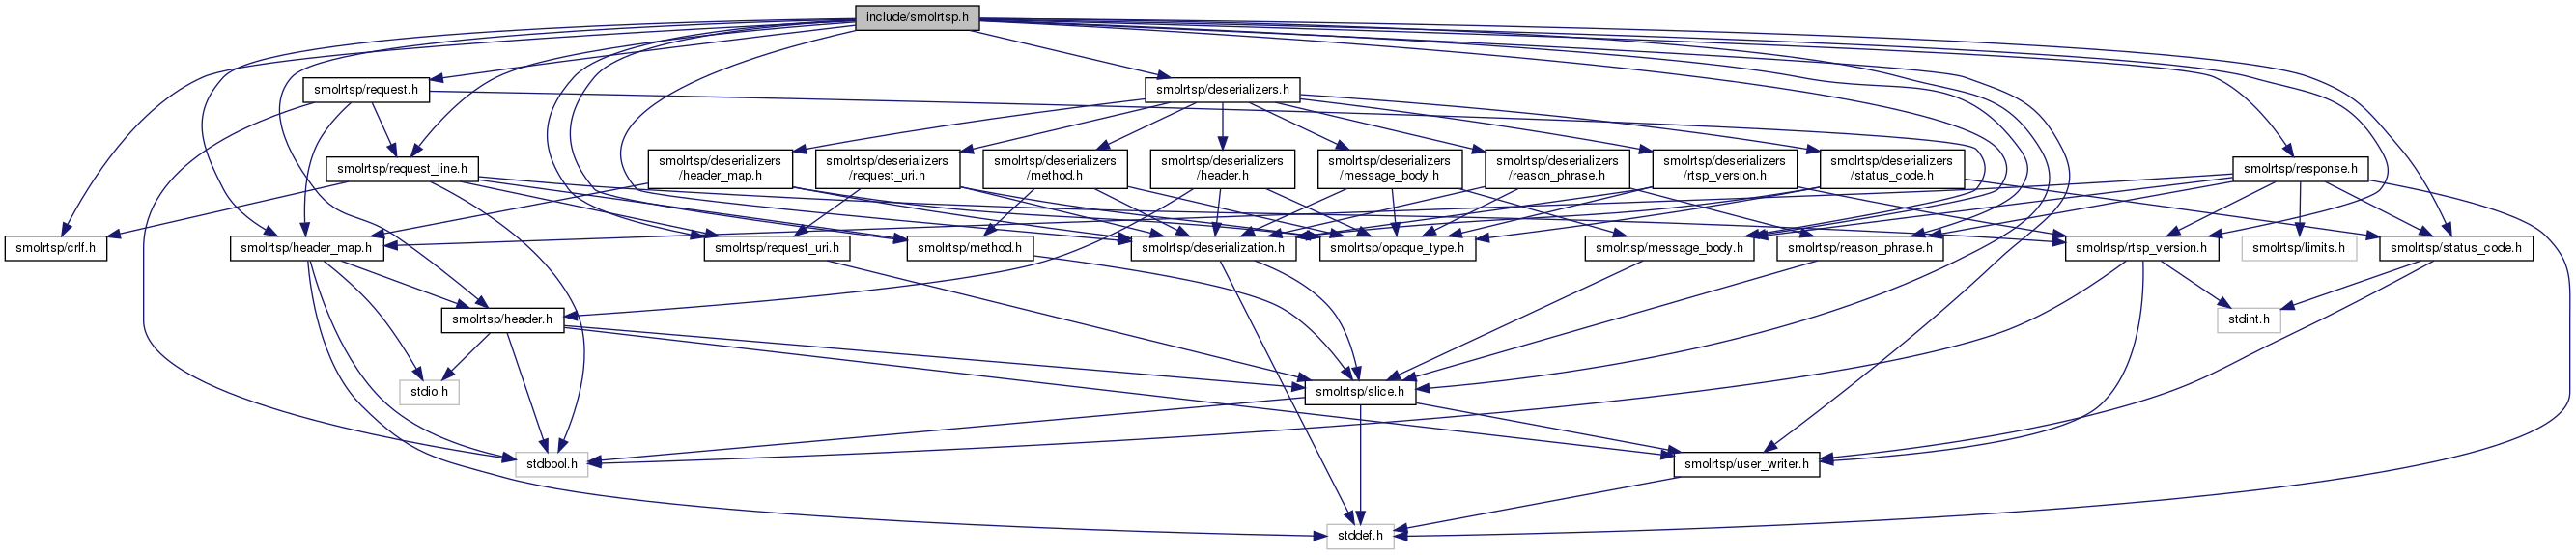 include/smolrtsp.h
smolrtsp/request.h
smolrtsp/deserializers.h
smolrtsp/request_line.h
smolrtsp/deserializers
/header_map.h
smolrtsp/deserializers
/request_uri.h
smolrtsp/deserializers
/method.h
smolrtsp/deserializers
/header.h
smolrtsp/deserializers
/message_body.h
smolrtsp/deserializers
/reason_phrase.h
smolrtsp/deserializers
/rtsp_version.h
smolrtsp/deserializers
/status_code.h
smolrtsp/response.h
smolrtsp/crlf.h
smolrtsp/header_map.h
smolrtsp/request_uri.h
smolrtsp/method.h
smolrtsp/deserialization.h
smolrtsp/opaque_type.h
smolrtsp/message_body.h
smolrtsp/reason_phrase.h
smolrtsp/rtsp_version.h
smolrtsp/limits.h
smolrtsp/status_code.h
smolrtsp/header.h
stdint.h
stdio.h
smolrtsp/slice.h
stdbool.h
smolrtsp/user_writer.h
stddef.h